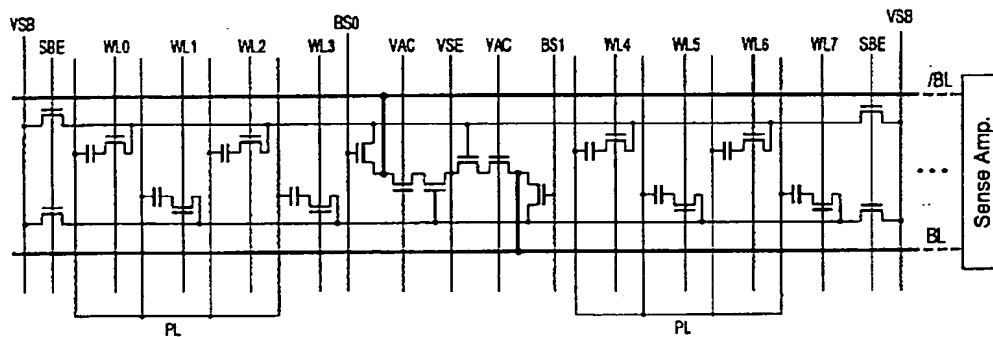 VSB SBE WL0 WL1 WL2 WL3 BS0 VAC VSE VAC BS1 WL4 WL5 WL6 WL7 SBE VSB
/BL
Sense Amp.
BL
PL PL